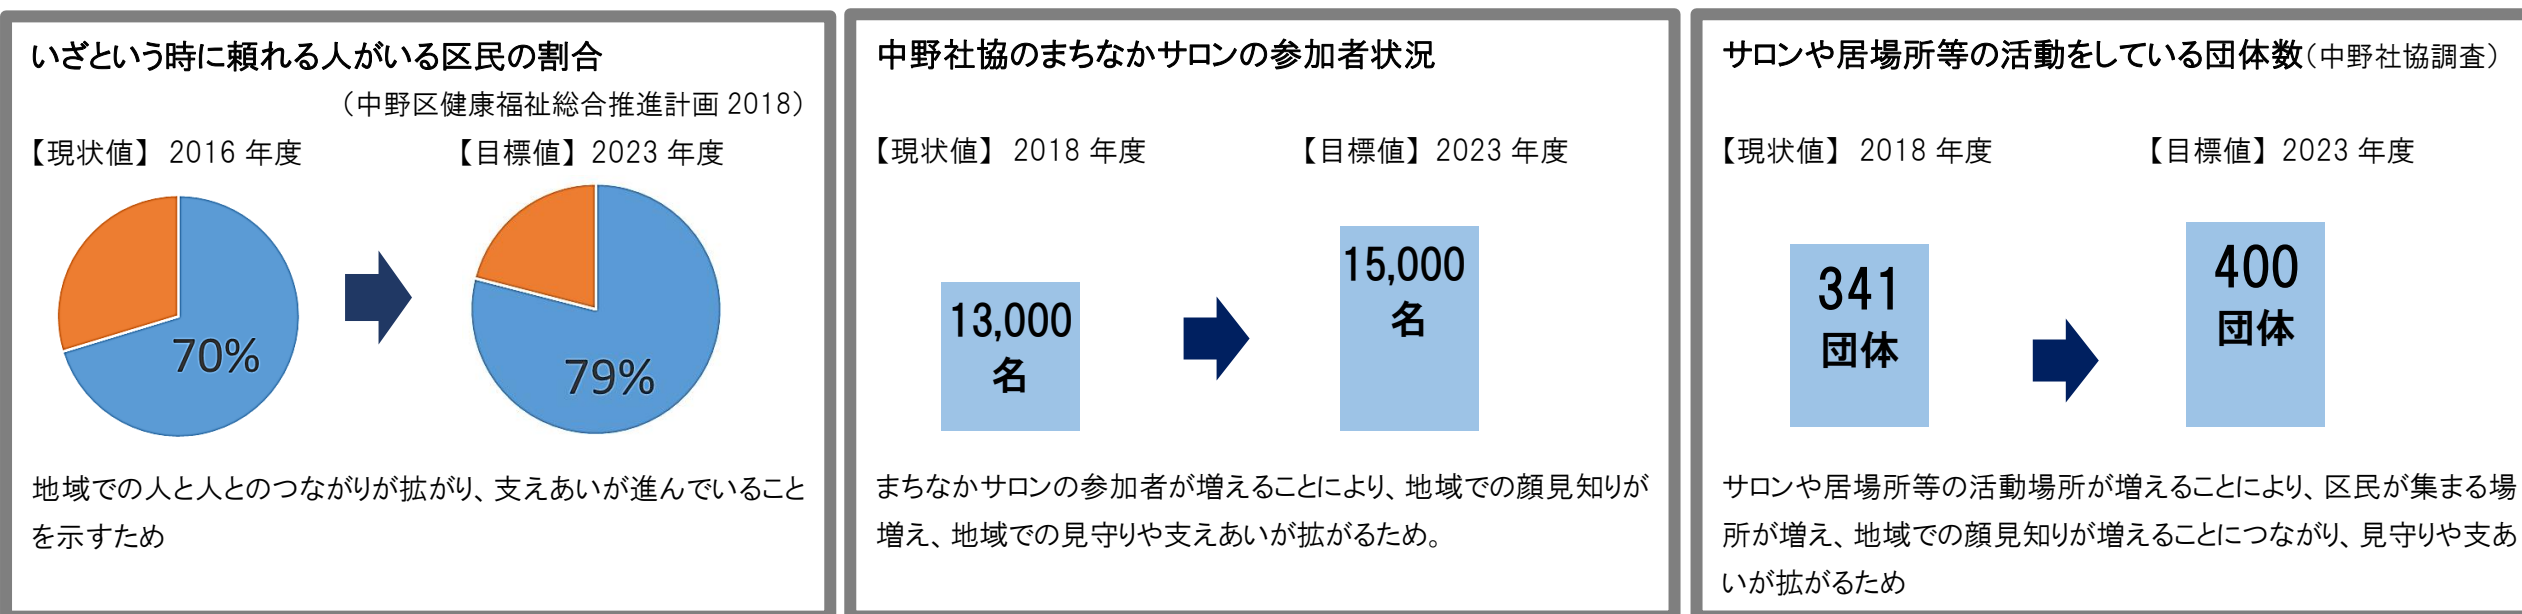 いざという時に頼れる人がいる区民の割合
（中野区健康福祉総合推進計画 2018）
【現状値】 2016 年度
【目標値】 2023 年度
70%
79%
地域での人と人とのつながりが拡がり、支えあいが進んでいること
を示すため
中野社協のまちなかサロンの参加者状況
【現状値】 2018 年度
【目標値】 2023 年度
13,000
名
15,000
名
まちなかサロンの参加者が増えることにより、地域での顔見知りが
増え、地域での見守りや支えあいが拡がるため。
サロンや居場所等の活動をしている団体数（中野社協調査）
【現状値】 2018 年度
【目標値】 2023 年度
341
団体
400
団体
サロンや居場所等の活動場所が増えることにより、区民が集まる場
所が増え、地域での顔見知りが増えることにつながり、見守りや支あ
いが拡がるため